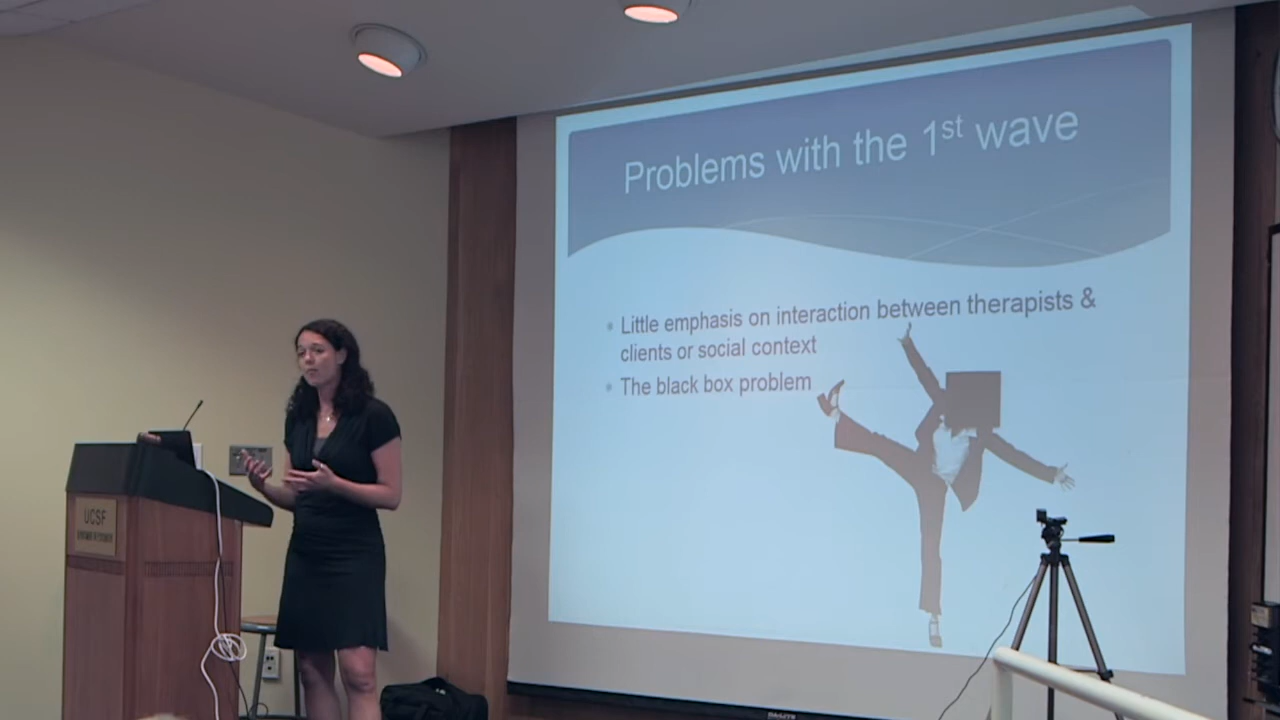 Problems with the 1st wave
Little emphasis on interaction between therapists &
clients or social context
The black box problem
UCSF